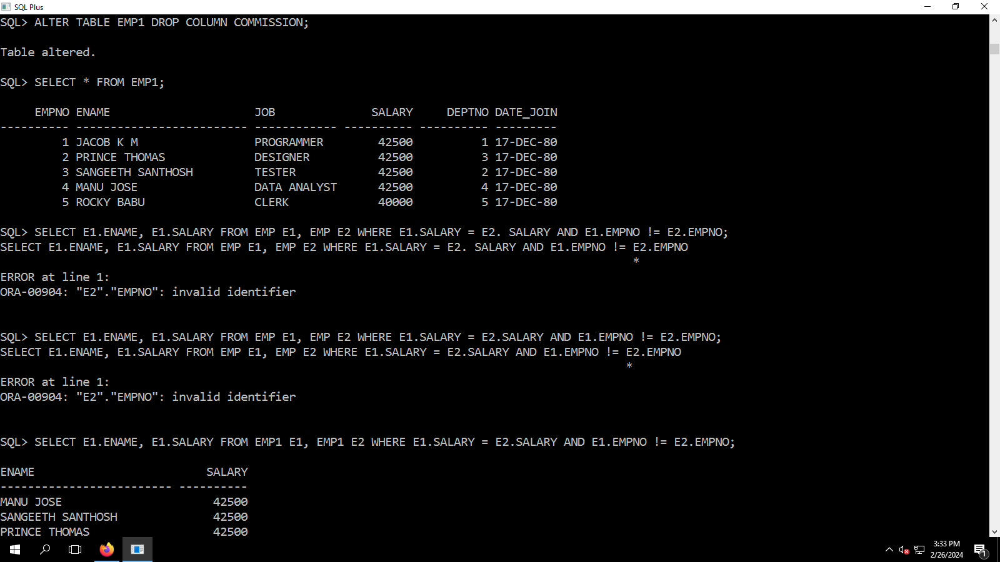 SQL Plus
SQL> ALTER TABLE EMP1 DROP COLUMN COMMISSION;
Table altered.
SQL> SELECT * FROM EMP1;
     EMPNO ENAME                     JOB              SALARY     DEPTNO DATE_JOIN
---------- ------------------------- ------------ ---------- ---------- ---------
         1 JACOB K M                 PROGRAMMER        42500          1 17-DEC-80
         2 PRINCE THOMAS             DESIGNER          42500          3 17-DEC-80
         3 SANGEETH SANTHOSH         TESTER            42500          2 17-DEC-80
         4 MANU JOSE                 DATA ANALYST      42500          4 17-DEC-80
         5 ROCKY BABU                CLERK             40000          5 17-DEC-80
SQL> SELECT E1.ENAME, E1.SALARY FROM EMP E1, EMP E2 WHERE E1.SALARY = E2. SALARY AND E1.EMPNO != E2.EMPNO;
SELECT E1.ENAME, E1.SALARY FROM EMP E1, EMP E2 WHERE E1.SALARY = E2. SALARY AND E1.EMPNO != E2.EMPNO
                                                                                            *
ERROR at line 1:
ORA-00904: "E2"."EMPNO": invalid identifier
SQL> SELECT E1.ENAME, E1.SALARY FROM EMP E1, EMP E2 WHERE E1.SALARY = E2.SALARY AND E1.EMPNO != E2.EMPNO;
SELECT E1.ENAME, E1.SALARY FROM EMP E1, EMP E2 WHERE E1.SALARY = E2.SALARY AND E1.EMPNO != E2.EMPNO
                                                                                           *
ERROR at line 1:
ORA-00904: "E2"."EMPNO": invalid identifier
SQL> SELECT E1.ENAME, E1.SALARY FROM EMP1 E1, EMP1 E2 WHERE E1.SALARY = E2.SALARY AND E1.EMPNO != E2.EMPNO;
ENAME                         SALARY
------------------------- ----------
MANU JOSE                      42500
SANGEETH SANTHOSH              42500
PRINCE THOMAS                  42500
3:33 PM
2/26/2024
1